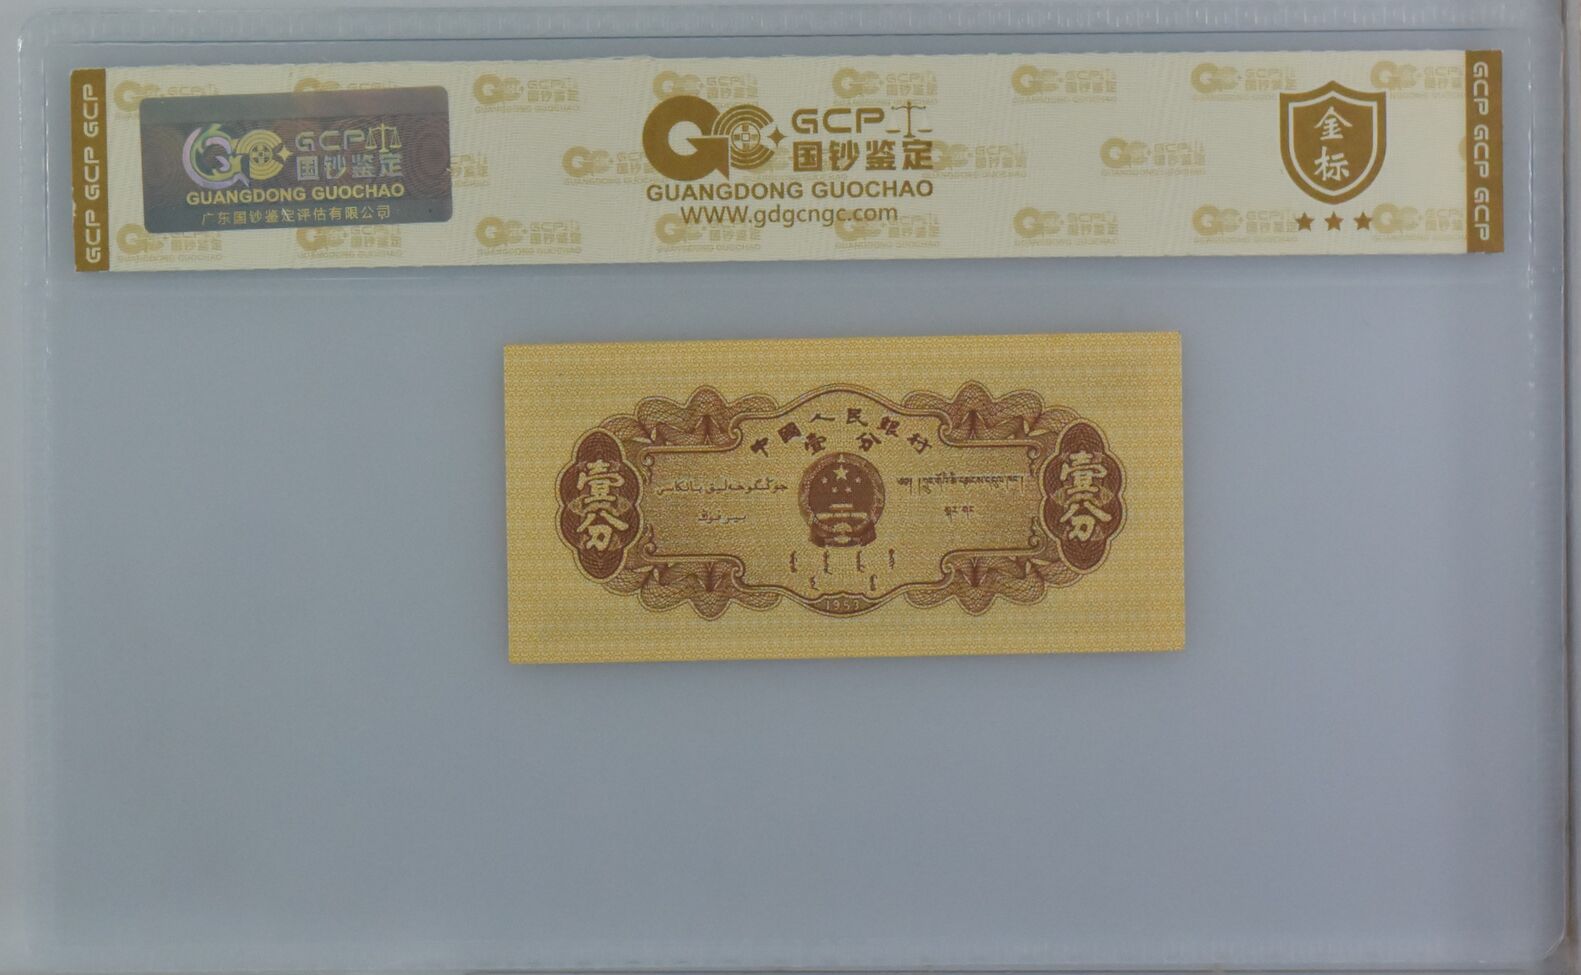 GCP GCP GCP
GCP
国钞鉴定
GUANGDONG GUOCHAO
广东国钞鉴定评估有限公司
GCP
国钞鉴定
GUANGDONG GUOCHAO
WWW.gdgcngc.com
金
标
GCP GCP GCP
中国人民银行
壹分
壹分
壹分
1953